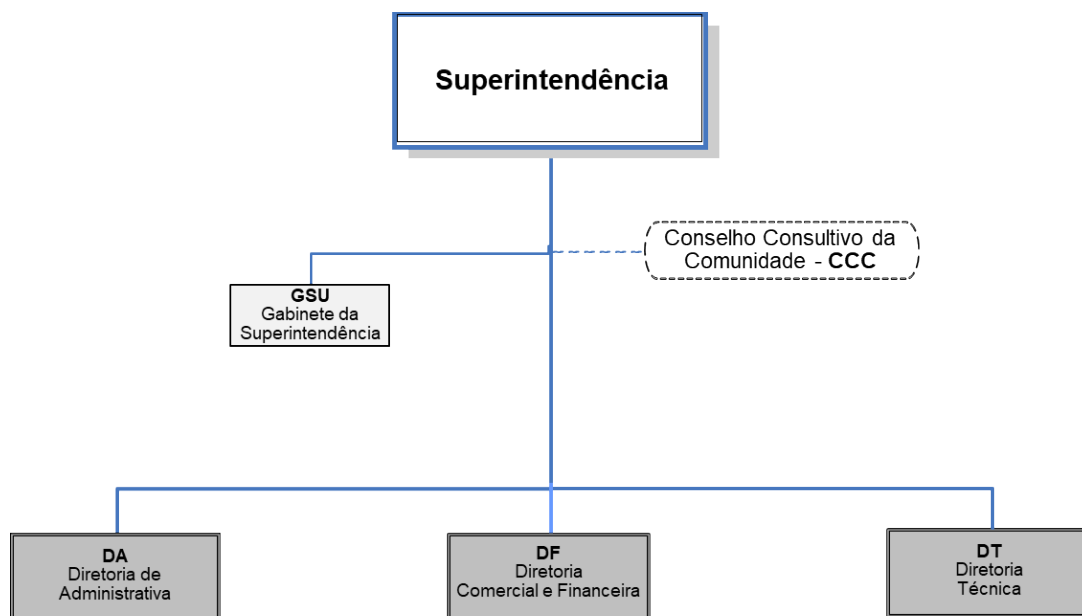 Superintendência
Conselho Consultivo da
Comunidade - CCC
GSU
Gabinete da
Superintendência
DA
Diretoria de
Administrativa
DF
Diretoria
Comercial e Financeira
DT
Diretoria
Técnica